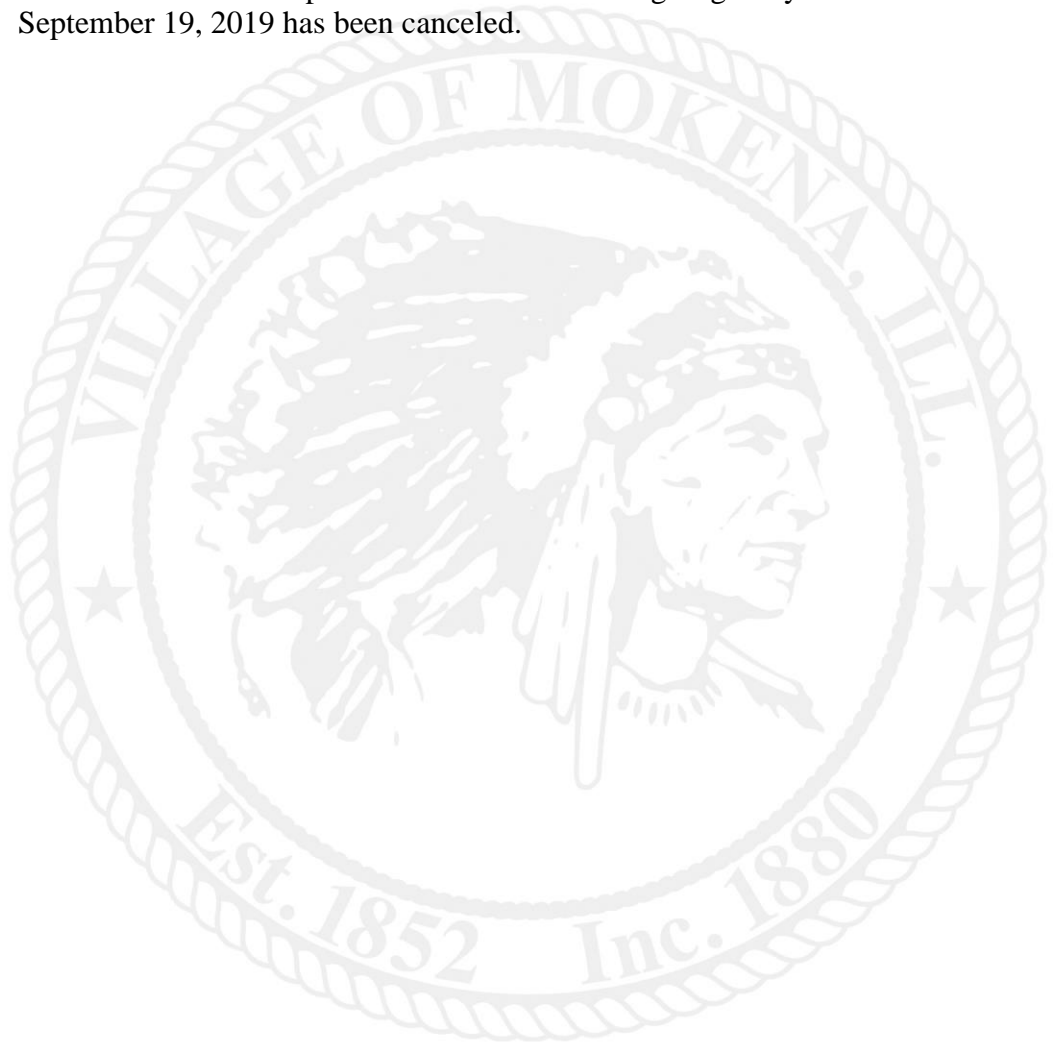 September 19, 2019 has been canceled.
VILLAGE OF MOKENA, ILL.
Est. 1852 Inc. 1880